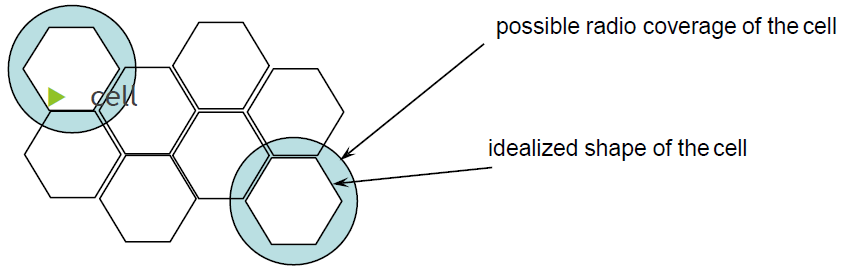 possible radio coverage of the cell
cell
idealized shape of the cell